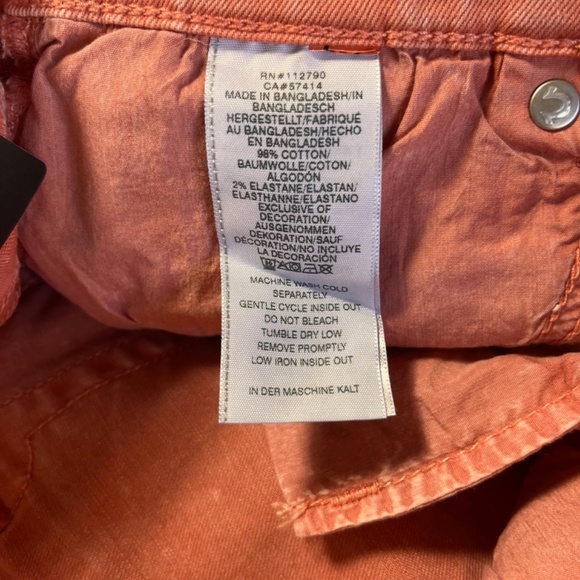 RN#112790
CA#57414
MADE IN BANGLADESH/IN
BANGLADESCH
HERGESTELLT/FABRIQUÉ
AU BANGLADESH/HECHO
EN BANGLADESH
98% COTTON/
BAUMWOLLE/COTON/
ALGODÓN
2% ELASTANE/ELASTAN/
ELASTHANNE/ELASTANO
EXCLUSIVE OF
DECORATION/
AUSGENOMMEN
DEKORATION/SAUF
DÉCORATION/NO INCLUYE
LA DECORACIÓN
MACHINE WASH COLD
SEPARATELY
GENTLE CYCLE INSIDE OUT
DO NOT BLEACH
TUMBLE DRY LOW
REMOVE PROMPTLY
LOW IRON INSIDE OUT
IN DER MASCHINE KALT